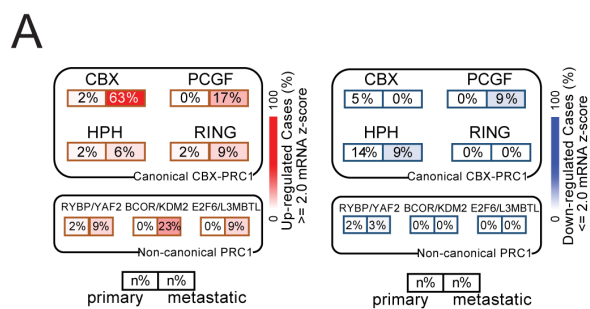 A
CBX PCGF
2% 63% 0% 17%
HPH RING
2% 6% 2% 9%
Canonical CBX-PRC1
RYBP/YAF2 BCOR/KDM2 E2F6/L3MBTL
2% 9% 0% 23% 0% 9%
Non-canonical PRC1
n% n%
primary metastatic
100
0
Up-regulated Cases (%)
>= 2.0 mRNA z-score
CBX PCGF
5% 0% 0% 9%
HPH RING
14% 9% 0% 0%
Canonical CBX-PRC1
RYBP/YAF2 BCOR/KDM2 E2F6/L3MBTL
2% 3% 0% 0% 0% 0%
Non-canonical PRC1
n% n%
primary metastatic
100
0
Down-regulated Cases (%)
<= 2.0 mRNA z-score